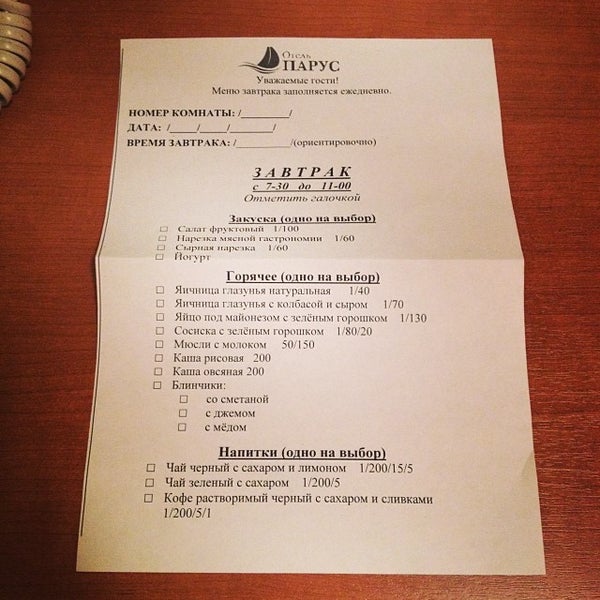 Отель
ПАРУС
Уважаемые гости!
Меню завтрака заполняется ежедневно.
НОМЕР КОМНАТЫ: /________/
ДАТА: /_____/_____/________/
ВРЕМЯ ЗАВТРАКА: /__________/(ориентировочно)
ЗАВТРАК
с 7-30 до 11-00
Отметить галочкой
Закуска (одно на выбор)
Салат фруктовый 1/100
Нарезка мясной гастрономии 1/60
Сырная нарезка 1/60
Йогурт
Горячее (одно на выбор)
Яичница глазунья натуральная 1/40
Яичница глазунья с колбасой и сыром 1/70
Яйцо под майонезом с зелёным горошком 1/130
Сосиска с зелёным горошком 1/80/20
Мюсли с молоком 50/150
Каша рисовая 200
Каша овсяная 200
Блинчики:
со сметаной
с джемом
с мёдом
Напитки (одно на выбор)
Чай черный с сахаром и лимоном 1/200/15/5
Чай зеленый с сахаром 1/200/5
Кофе растворимый черный с сахаром и сливками
1/200/5/1